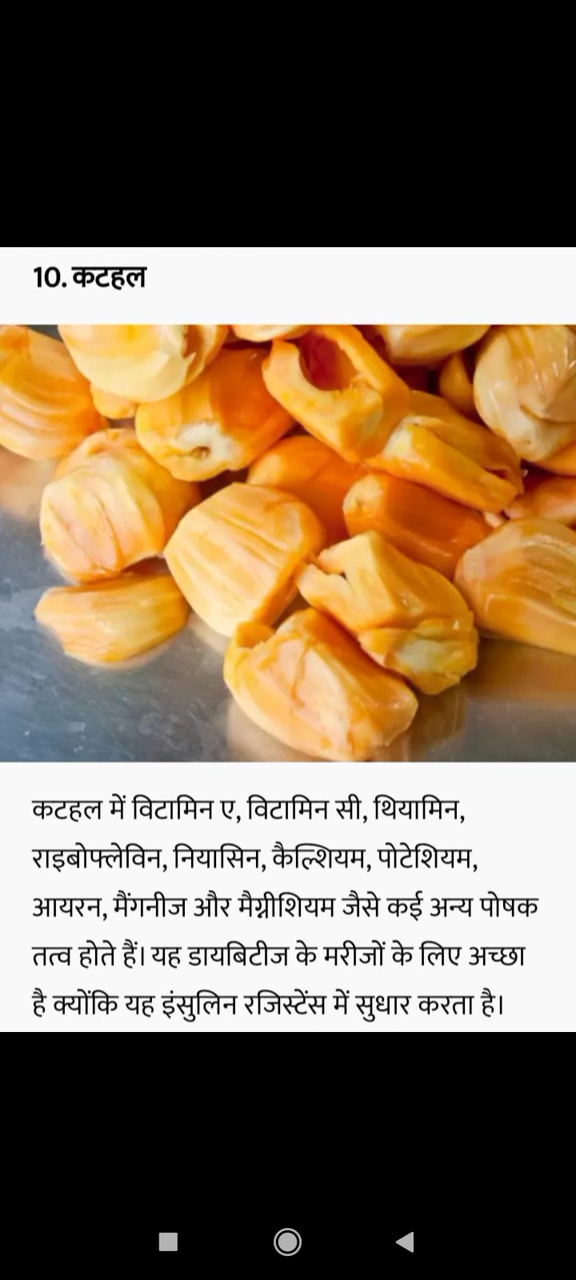 10. कटहल
कटहल में विटामिन ए, विटामिन सी, थियामिन,
राइबोफ्लेविन, नियासिन, कैल्शियम, पोटेशियम,
आयरन, मैंगनीज और मैग्नीशियम जैसे कई अन्य पोषक
तत्व होते हैं। यह डायबिटीज के मरीजों के लिए अच्छा
है क्योंकि यह इंसुलिन रजिस्टेंस में सुधार करता है।